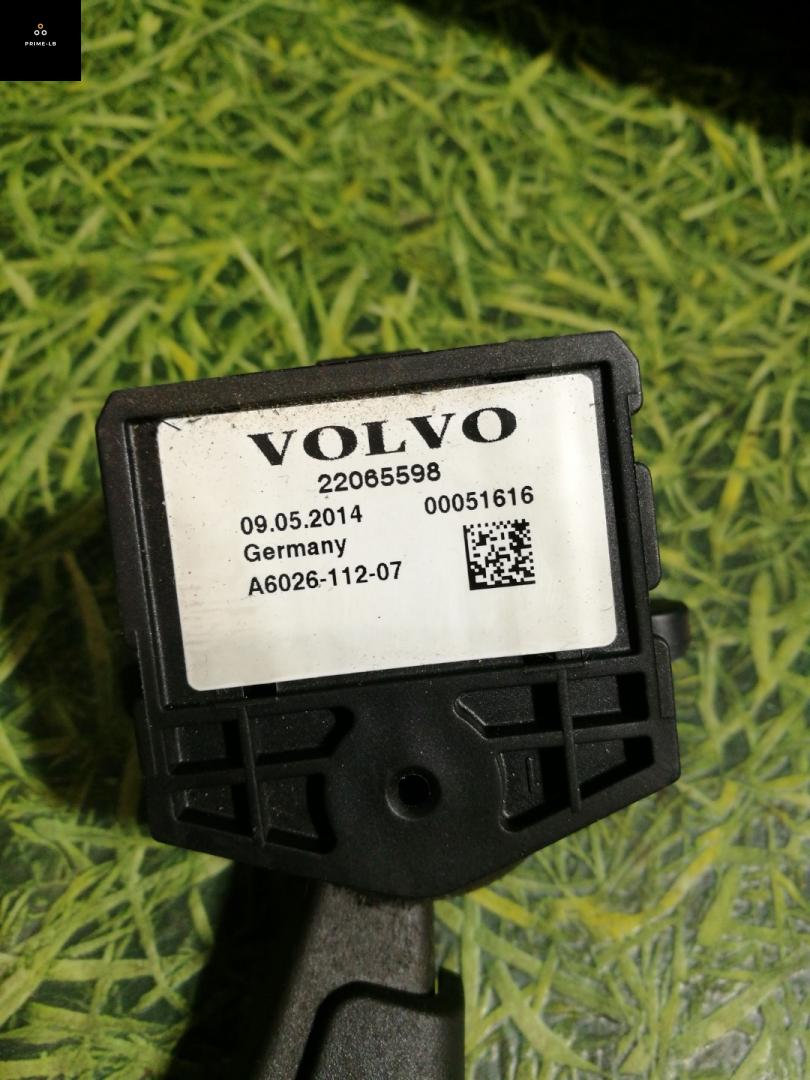 PRIME-LB
VOLVO
22065598
09.05.2014 00051616
Germany
A6026-112-07